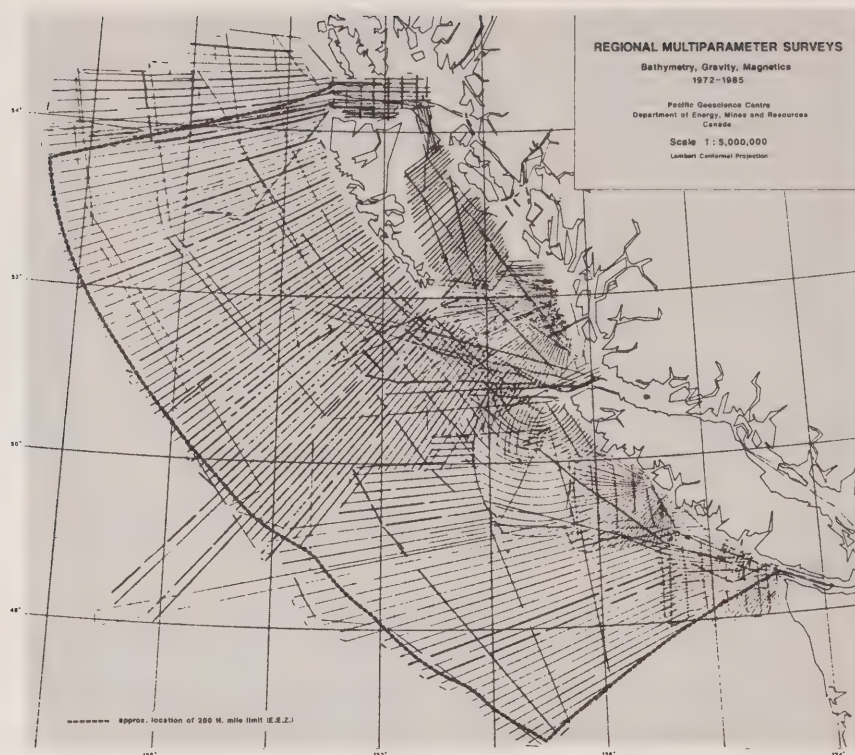 REGIONAL MULTIPARAMETER SURVEYS
Bathymetry, Gravity, Magnetics
1972-1985
Pacific Geoscience Centre
Department of Energy, Mines and Resources
Canada
Scale 1 : 5,000,000
Lambert Conformal Projection
54°
52°
50°
48°
approx. location of 200 N. mile limit (E.E.Z.)